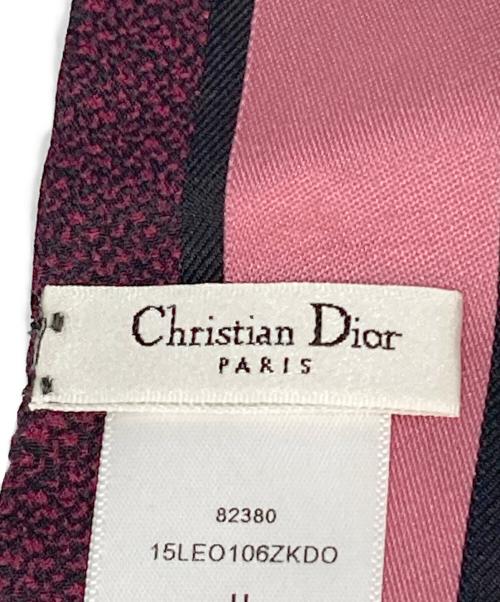 Christian Dior
PARIS
82380
15LEO106ZKDO
U